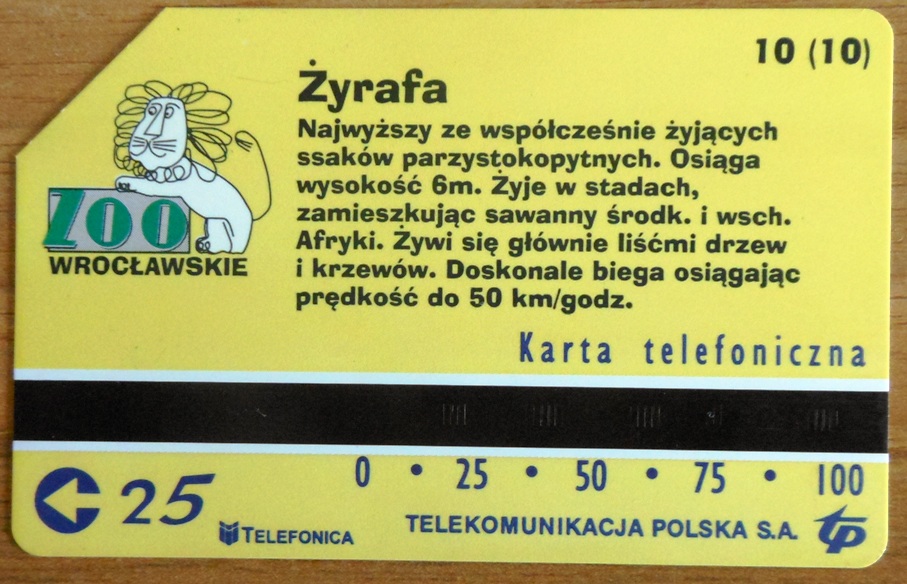 10 (10)
Żyrafa
Najwyższy ze współcześnie żyjących
ssaków parzystokopytnych. Osiąga
wysokość 6m. Żyje w stadach,
zamieszkując sawanny środk. i wsch.
Afryki. Żywi się głównie liśćmi drzew
i krzewów. Doskonale biega osiągając
prędkość do 50 km/godz.
ZOO
WROCŁAWSKIE
Karta telefoniczna
0 • 25 • 50 • 75 • 100
25
TELEFONICA
TELEKOMUNIKACJA POLSKA S.A.
tp